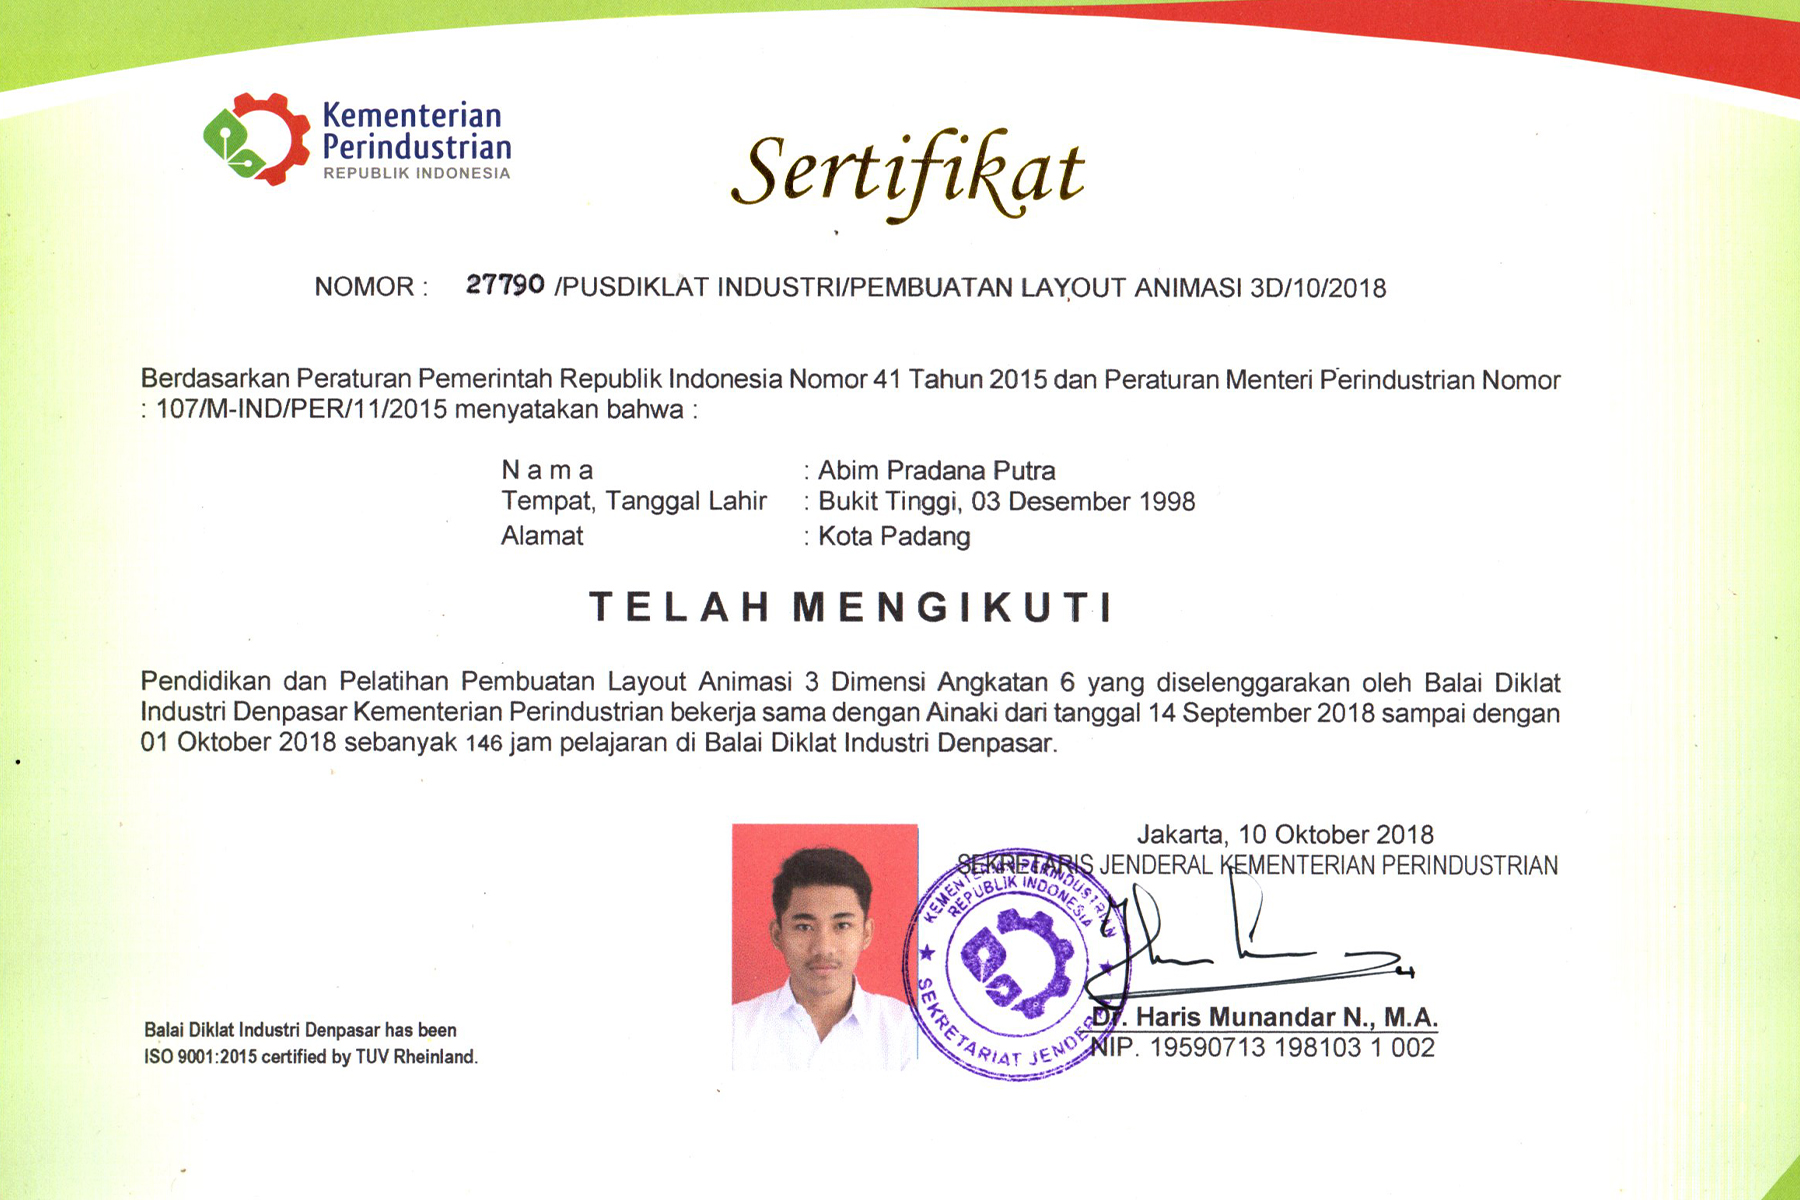 Kementerian
Perindustrian
REPUBLIK INDONESIA
Sertifikat
NOMOR : 27790 /PUSDIKLAT INDUSTRI/PEMBUATAN LAYOUT ANIMASI 3D/10/2018
Berdasarkan Peraturan Pemerintah Republik Indonesia Nomor 41 Tahun 2015 dan Peraturan Menteri Perindustrian Nomor
: 107/M-IND/PER/11/2015 menyatakan bahwa :
N a m a : Abim Pradana Putra
Tempat, Tanggal Lahir : Bukit Tinggi, 03 Desember 1998
Alamat : Kota Padang
TELAH MENGIKUTI
Pendidikan dan Pelatihan Pembuatan Layout Animasi 3 Dimensi Angkatan 6 yang diselenggarakan oleh Balai Diklat
Industri Denpasar Kementerian Perindustrian bekerja sama dengan Ainaki dari tanggal 14 September 2018 sampai dengan
01 Oktober 2018 sebanyak 146 jam pelajaran di Balai Diklat Industri Denpasar.
Jakarta, 10 Oktober 2018
SEKRETARIS JENDERAL KEMENTERIAN PERINDUSTRIAN
KEMENTERIAN PERINDUSTRIAN
REPUBLIK INDONESIA
SEKRETARIAT JENDERAL
Dr. Haris Munandar N., M.A.
NIP. 19590713 198103 1 002
Balai Diklat Industri Denpasar has been
ISO 9001:2015 certified by TUV Rheinland.